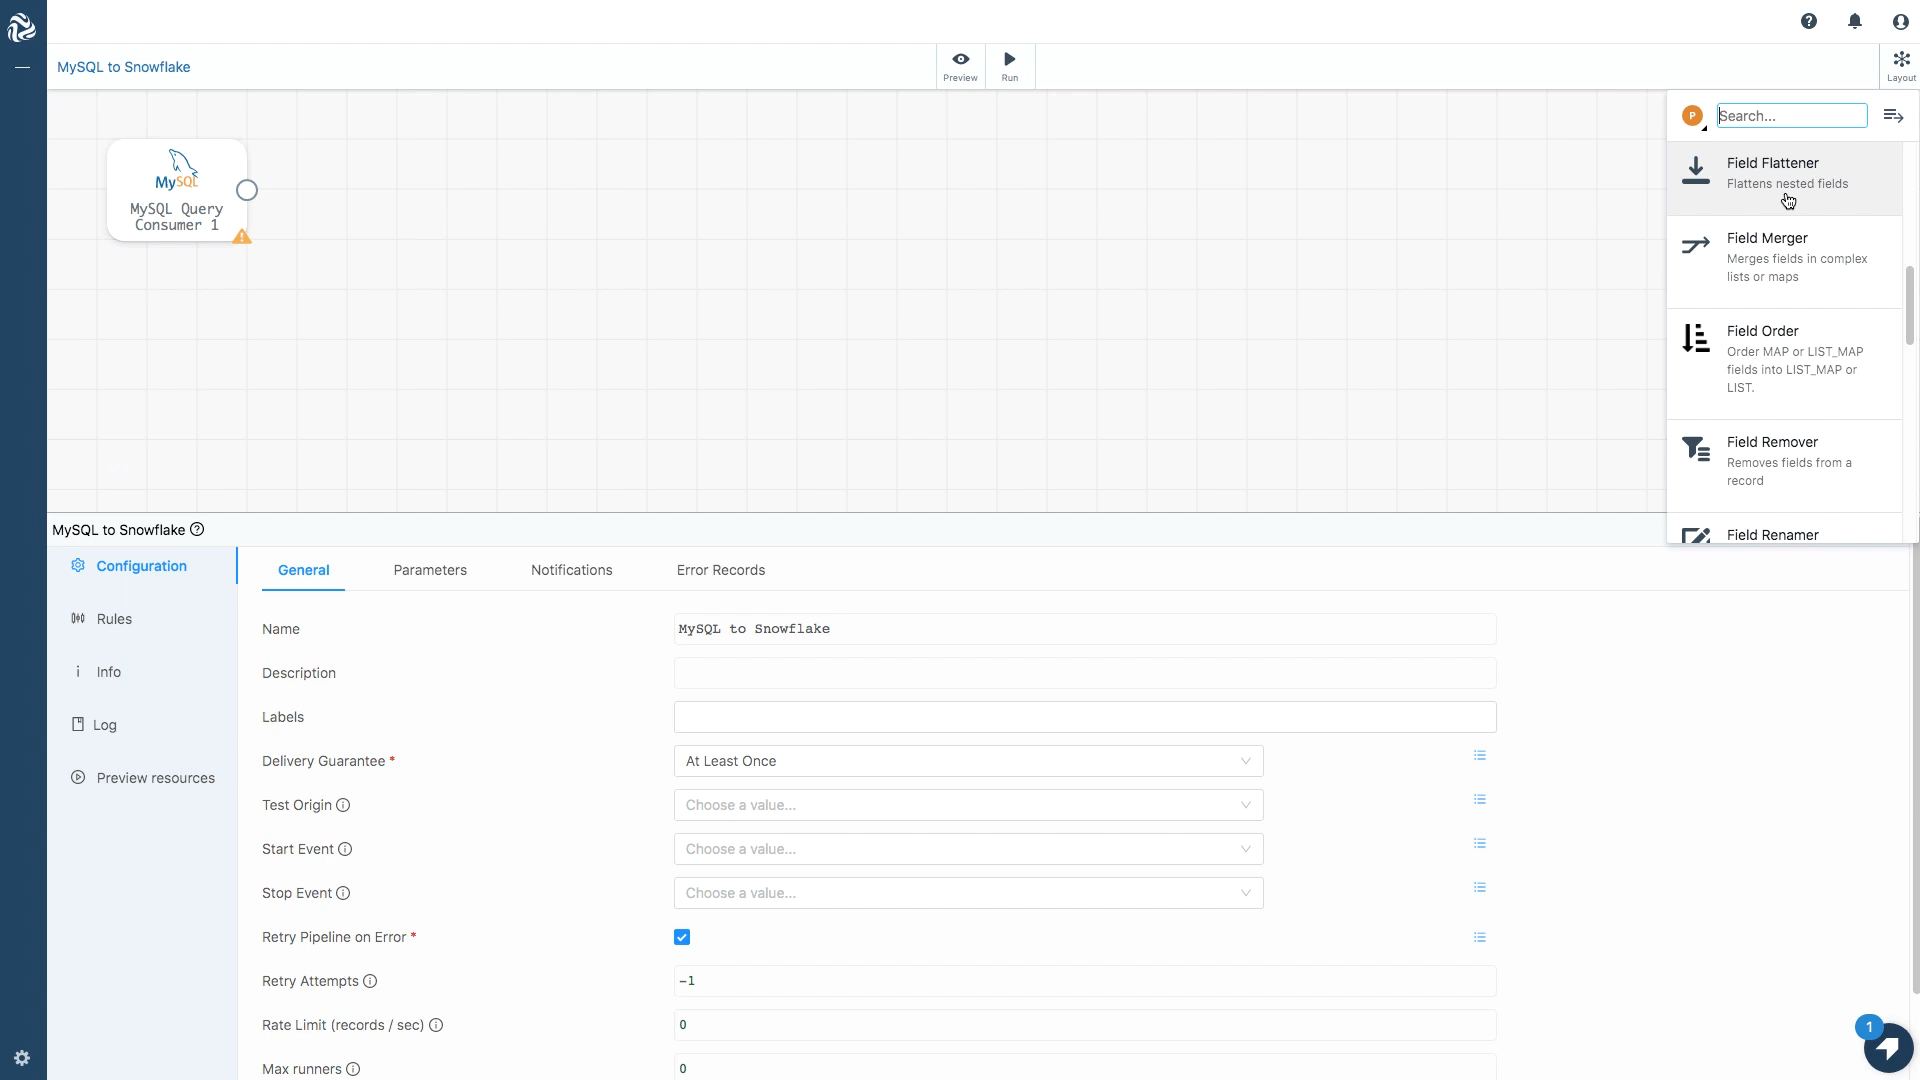 MySQL to Snowflake
Preview
Run
Layout
P
Search...
MySQL
MySQL Query
Consumer 1
Field Flattener
Flattens nested fields
Field Merger
Merges fields in complex
lists or maps
Field Order
Order MAP or LIST_MAP
fields into LIST_MAP or
LIST.
Field Remover
Removes fields from a
record
Field Renamer
MySQL to Snowflake
Configuration
Rules
Info
Log
Preview resources
General
Parameters
Notifications
Error Records
Name
MySQL to Snowflake
Description
Labels
Delivery Guarantee *
At Least Once
Test Origin
Choose a value...
Start Event
Choose a value...
Stop Event
Choose a value...
Retry Pipeline on Error *
Retry Attempts
-1
Rate Limit (records / sec)
0
Max runners
0
1